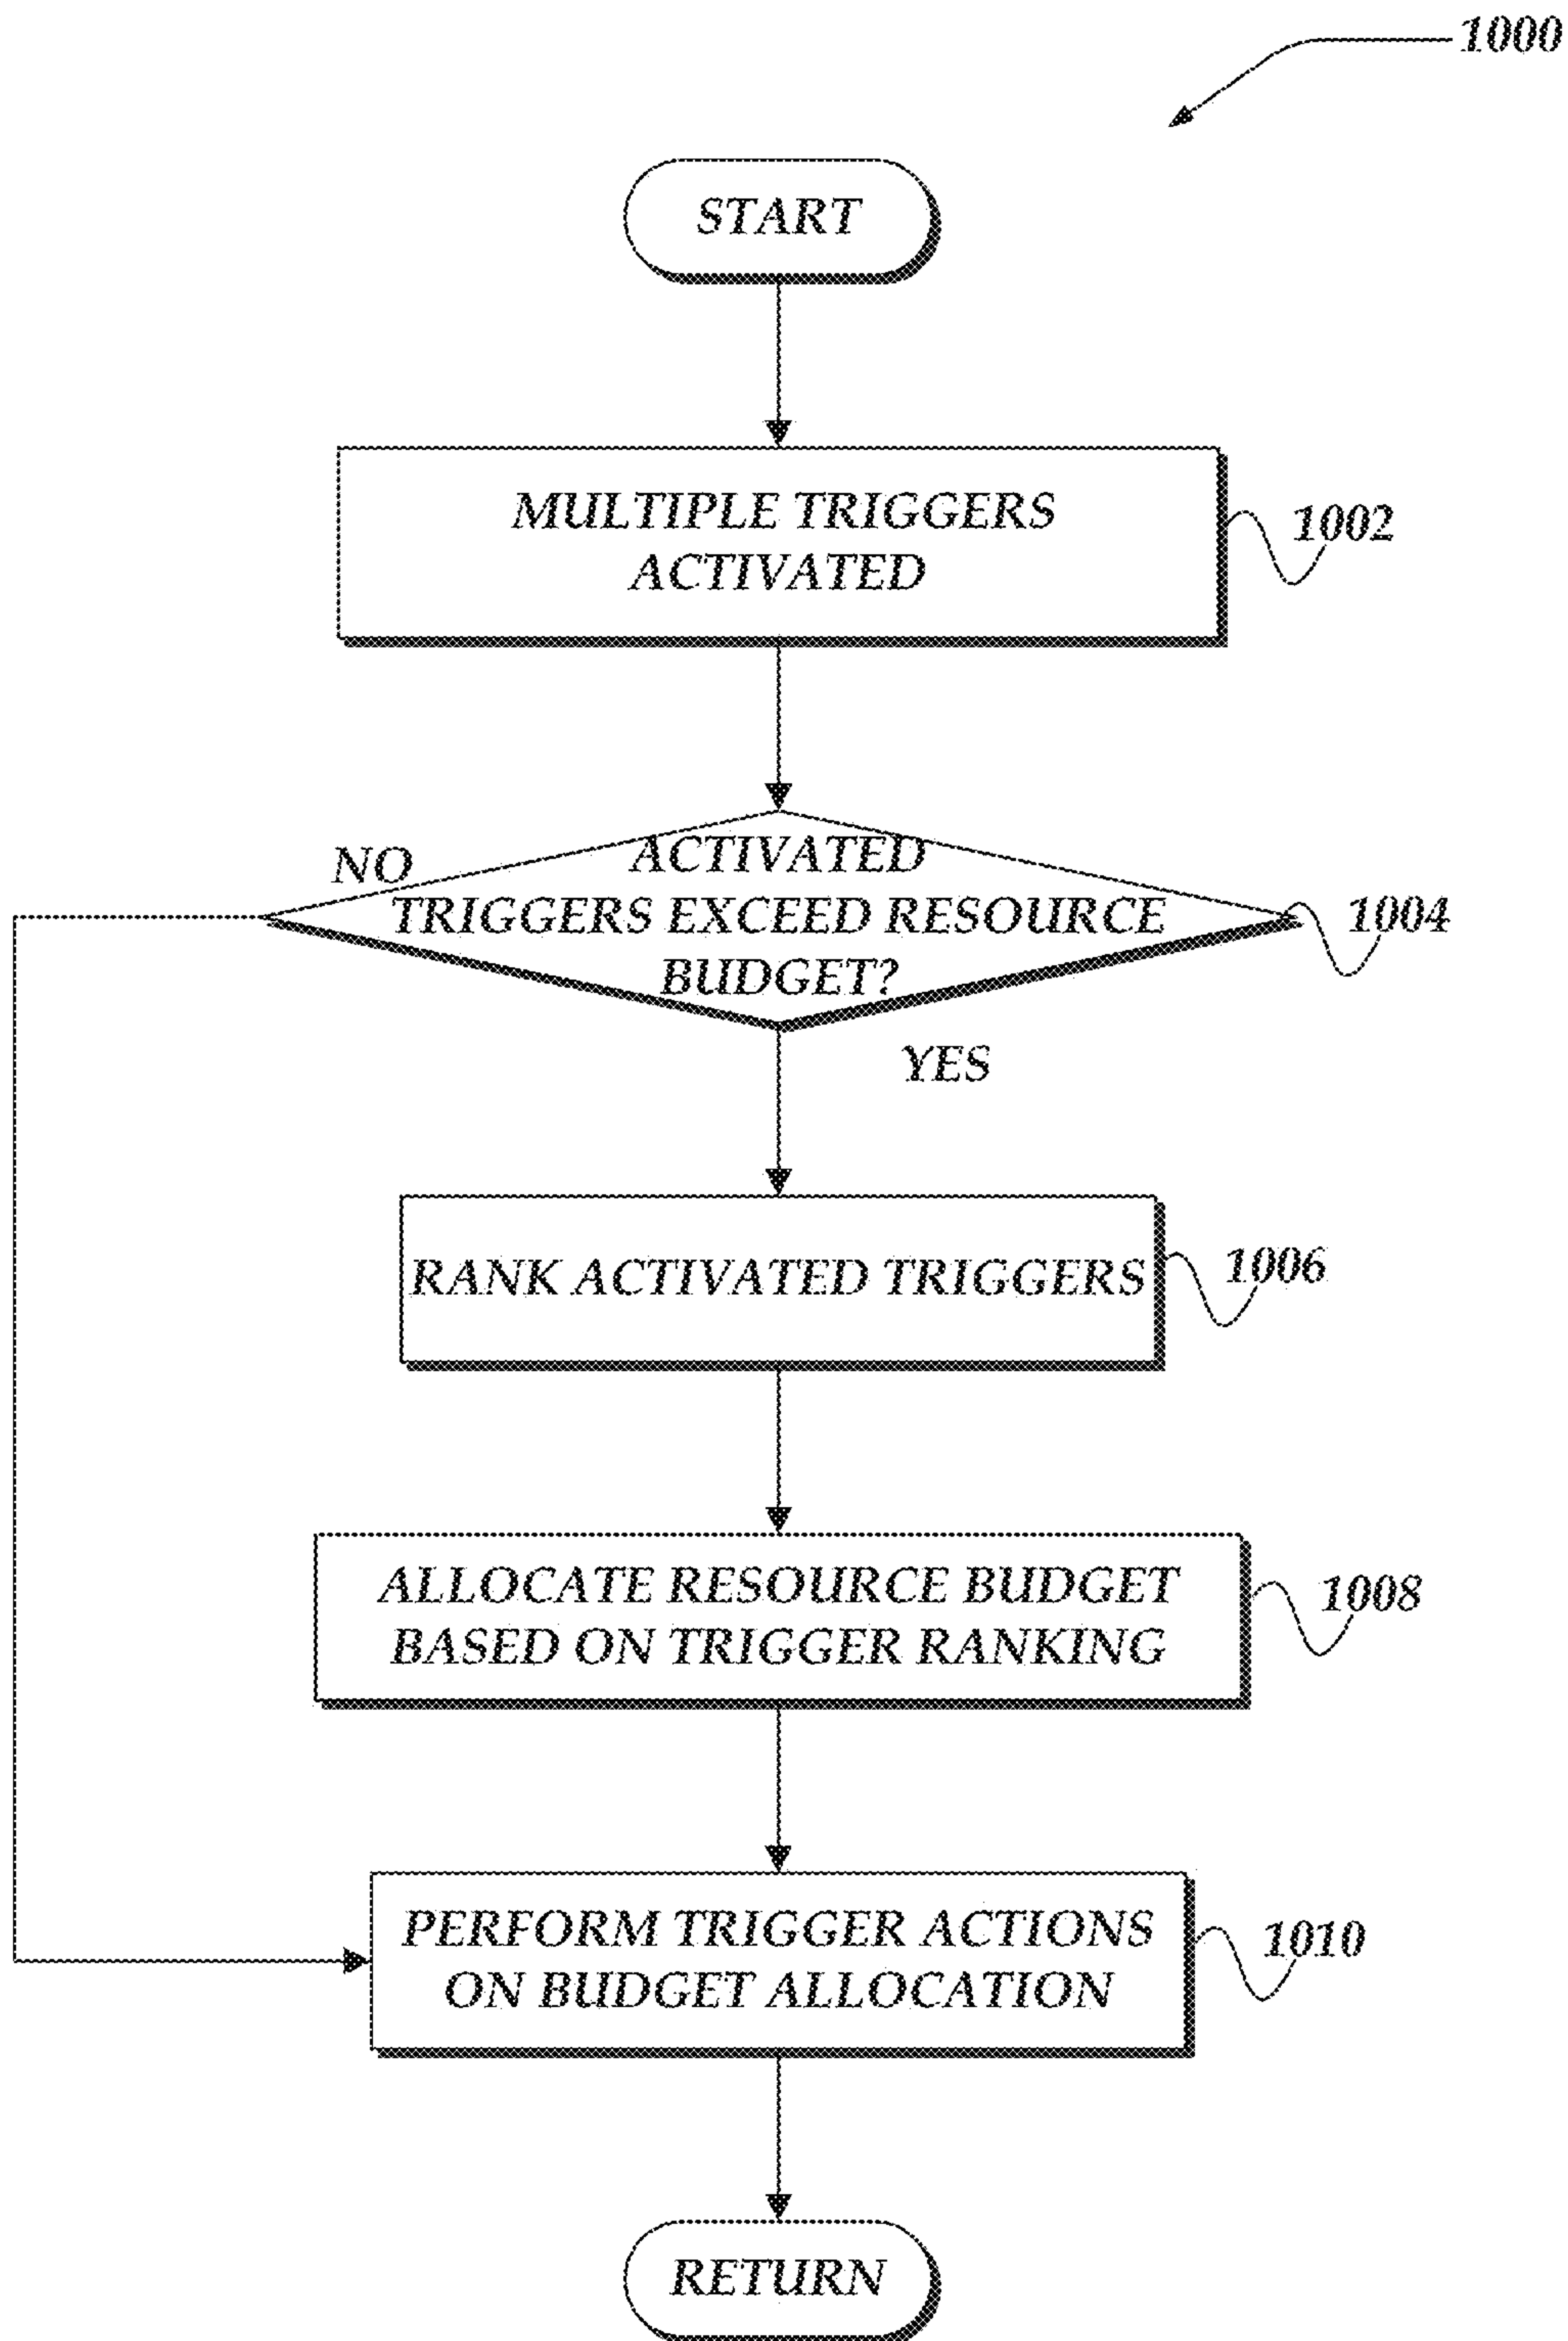 1000
START
MULTIPLE TRIGGERS
ACTIVATED
1002
NO
ACTIVATED
TRIGGERS EXCEED RESOURCE
BUDGET?
1004
YES
RANK ACTIVATED TRIGGERS
1006
ALLOCATE RESOURCE BUDGET
BASED ON TRIGGER RANKING
1008
PERFORM TRIGGER ACTIONS
ON BUDGET ALLOCATION
1010
RETURN